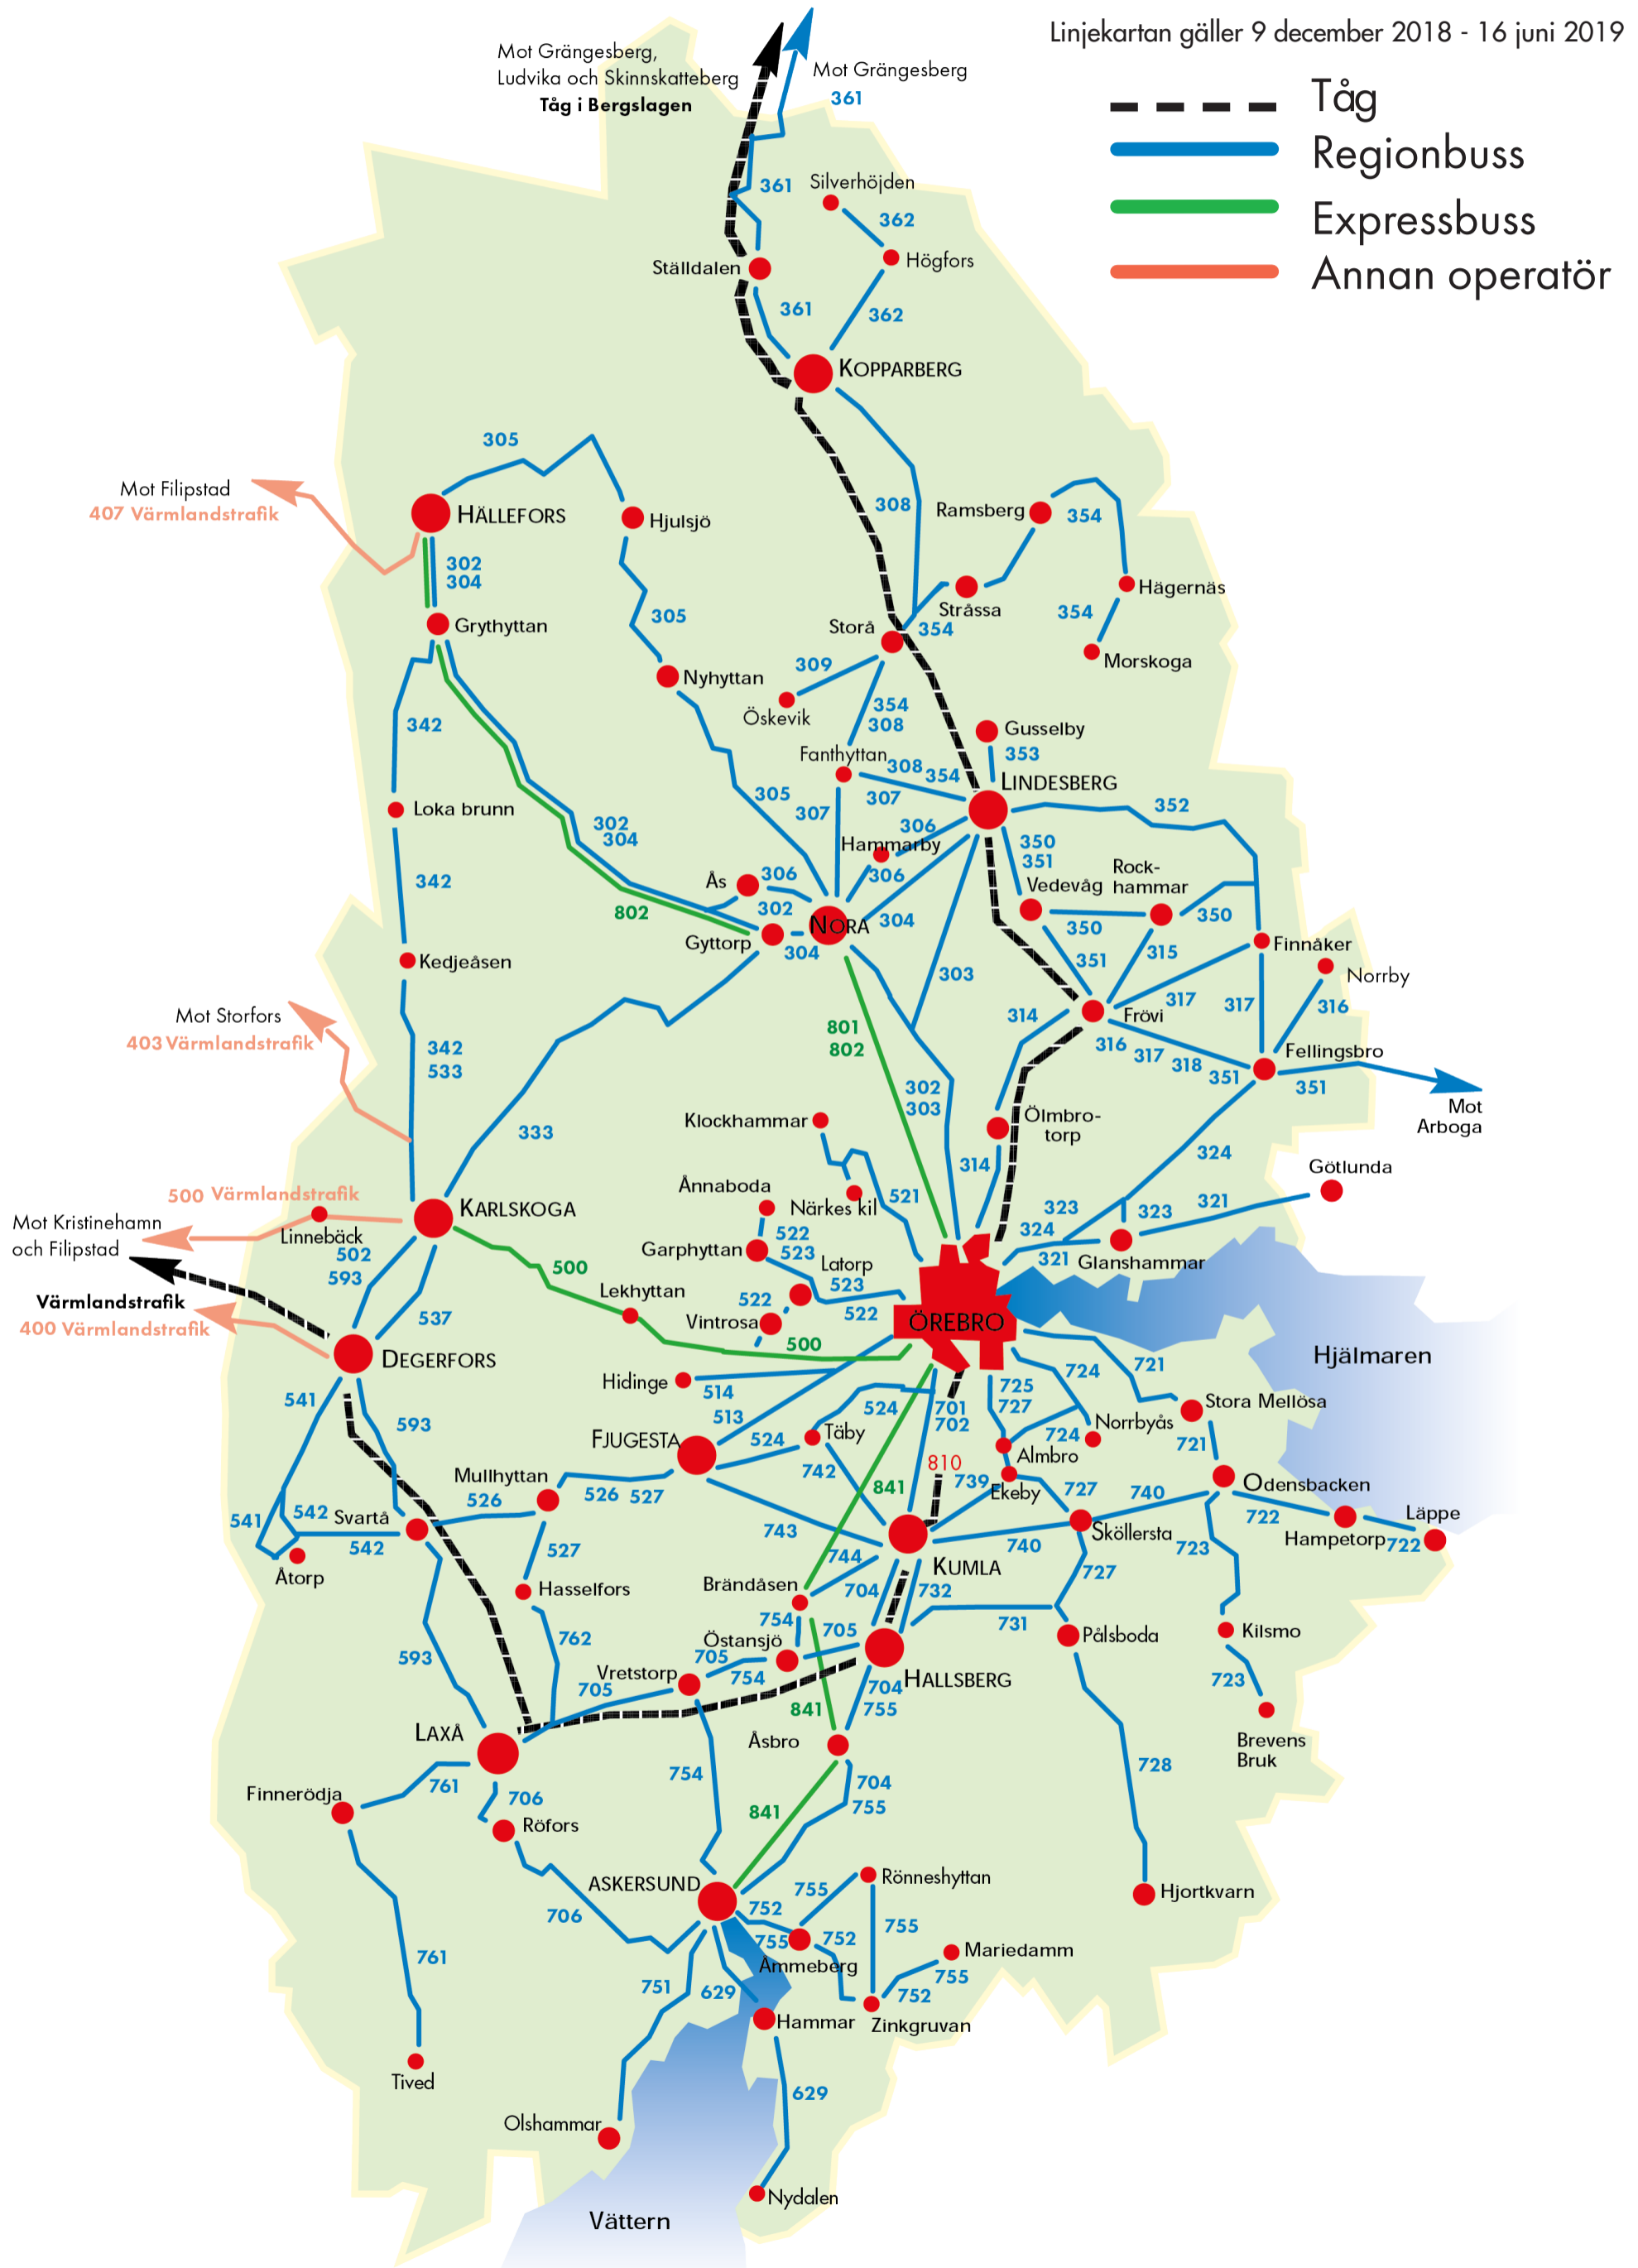 Linjekartan gäller 9 december 2018 - 16 juni 2019
Tåg
Regionbuss
Expressbuss
Annan operatör
Mot Grängesberg,
Ludvika och Skinnskatteberg
Tåg i Bergslagen
Mot Grängesberg
361
361
Silverhöjden
362
Högfors
Ställdalen
361
362
KOPPARBERG
305
Mot Filipstad
407 Värmlandstrafik
HÄLLEFORS
Hjulsjö
308
Ramsberg
354
302
304
Stråssa
Hägernäs
Grythyttan
305
Storå
354
354
Morskoga
309
Nyhyttan
Öskevik
354
308
342
Gusselby
353
Fanthyttan
308
354
LINDESBERG
305
307
307
352
Loka brunn
302
304
306
Hammarby
350
351
Rock-
hammar
342
Ås
306
306
Vedevåg
802
302
NORA
304
350
350
Gyttorp
304
315
Finnåker
Kedjeåsen
351
Norrby
303
317
317
316
Mot Storfors
403 Värmlandstrafik
314
Frövi
801
802
316
317
318
351
Fellingsbro
351
342
533
302
303
Mot
Arboga
Klockhammar
Ölmbro-
torp
333
324
314
Götlunda
500 Värmlandstrafik
Ånnaboda
Närkes kil
521
323
323
321
Mot Kristinehamn
och Filipstad
KARLSKOGA
Linnebäck
522
324
502
593
Garphyttan
523
Latorp
321
Glanshammar
500
523
Värmlandstrafik
400 Värmlandstrafik
Lekhyttan
522
522
537
Vintrosa
ÖREBRO
500
Hjälmaren
DEGERFORS
Hidinge
514
724
721
725
727
541
593
513
524
701
702
Stora Mellösa
FJUGESTA
524
Täby
724
Norrbyås
721
Almbro
Mullhyttan
742
810
739
Ekeby
727
740
Odensbacken
526
526
527
841
541
542
Svartå
743
Sköllersta
722
Hampetorp
Läppe
722
542
527
744
KUMLA
740
723
Åtorp
Hasselfors
Brändåsen
704
732
727
754
705
731
Pålsboda
Kilsmo
593
762
Östansjö
705
Vretstorp
754
HALLSBERG
723
705
704
755
LAXÅ
841
Åsbro
Brevens
Bruk
754
704
728
761
706
755
Finnerödja
Röfors
841
ASKERSUND
Rönneshyttan
755
Hjortkvarn
706
752
755
755
752
Mariedamm
Åmmeberg
755
761
751
629
752
Hammar
Zinkgruvan
Tived
629
Olshammar
Nydalen
Vättern